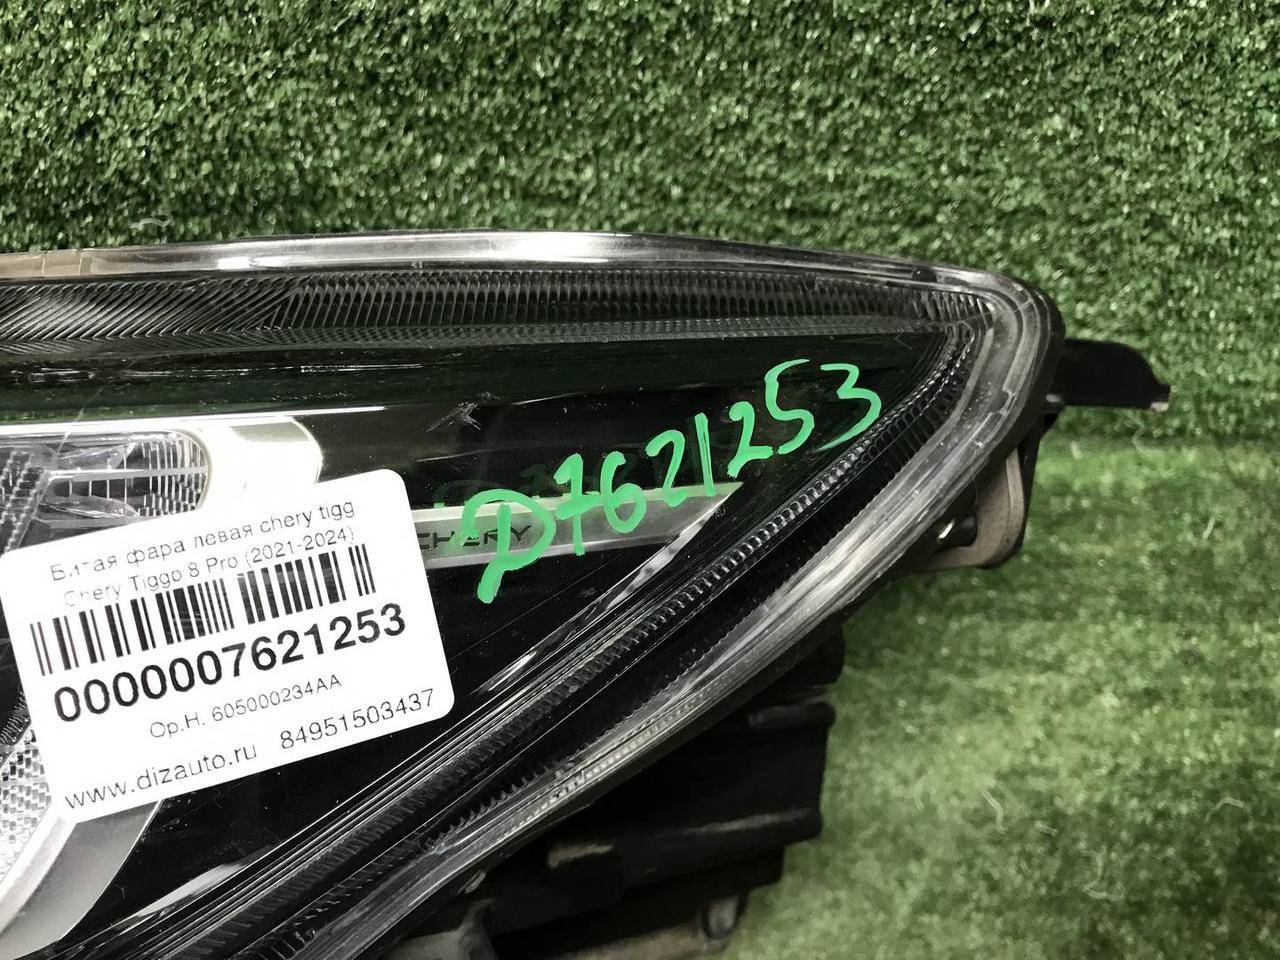 D7621253
CHERY
Битая фара левая chery tigg
Chery Tiggo 8 Pro (2021-2024)
0000007621253
Ор.Н. 605000234AA
www.dizauto.ru 84951503437